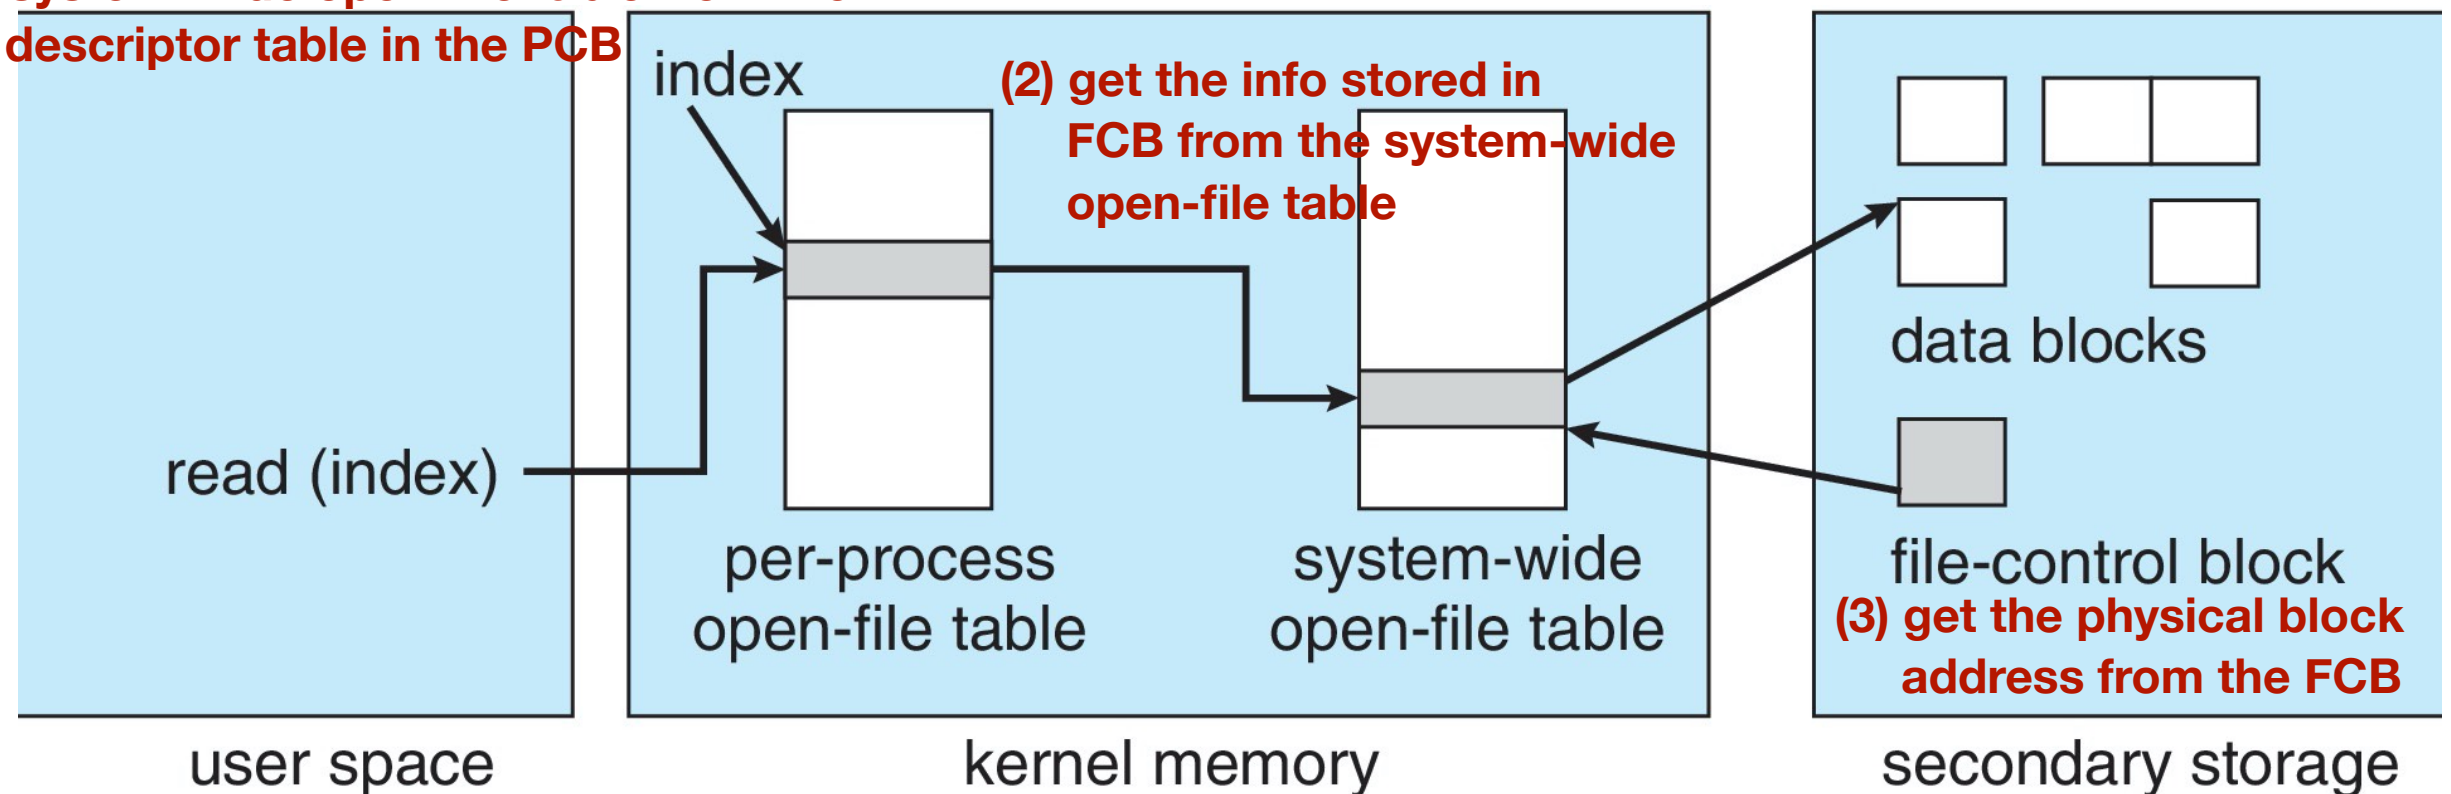 descriptor table in the PCB
index
(2) get the info stored in
FCB from the system-wide
open-file table
data blocks
read (index)
per-process
open-file table
system-wide
open-file table
file-control block
(3) get the physical block
address from the FCB
user space
kernel memory
secondary storage